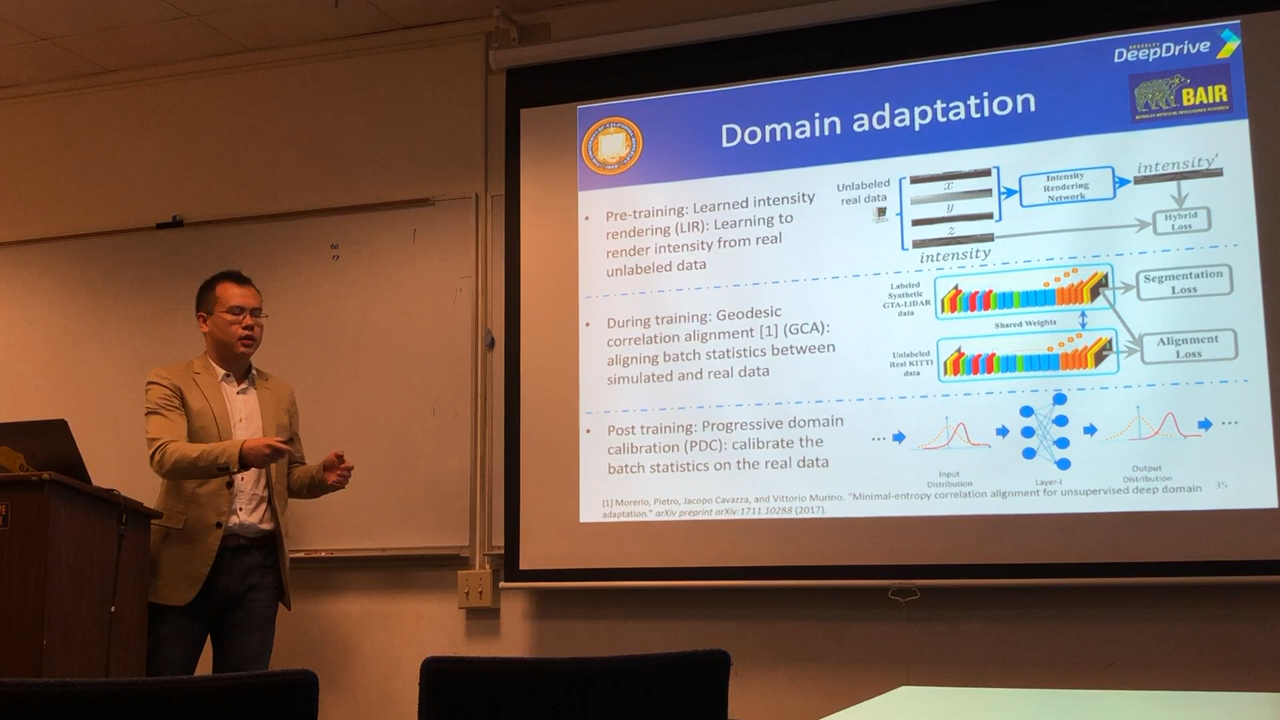 BERKELEY
DeepDrive
BAIR
BERKELEY ARTIFICIAL INTELLIGENCE RESEARCH
Domain adaptation
• Pre-training: Learned intensity
rendering (LIR): Learning to
render intensity from real
unlabeled data
Unlabeled
real data
x
y
z
intensity
Intensity
Rendering
Network
intensity'
Hybrid
Loss
• During training: Geodesic
correlation alignment [1] (GCA):
aligning batch statistics between
simulated and real data
Labeled
Synthetic
GTA-LiDAR
data
Shared Weights
Unlabeled
Real KITTI
data
Segmentation
Loss
Alignment
Loss
• Post training: Progressive domain
calibration (PDC): calibrate the
batch statistics on the real data
...
Input
Distribution
Layer-i
Output
Distribution
...
[1] Morerio, Pietro, Jacopo Cavazza, and Vittorio Murino. "Minimal-entropy correlation alignment for unsupervised deep domain
adaptation." arXiv preprint arXiv:1711.10288 (2017).
35